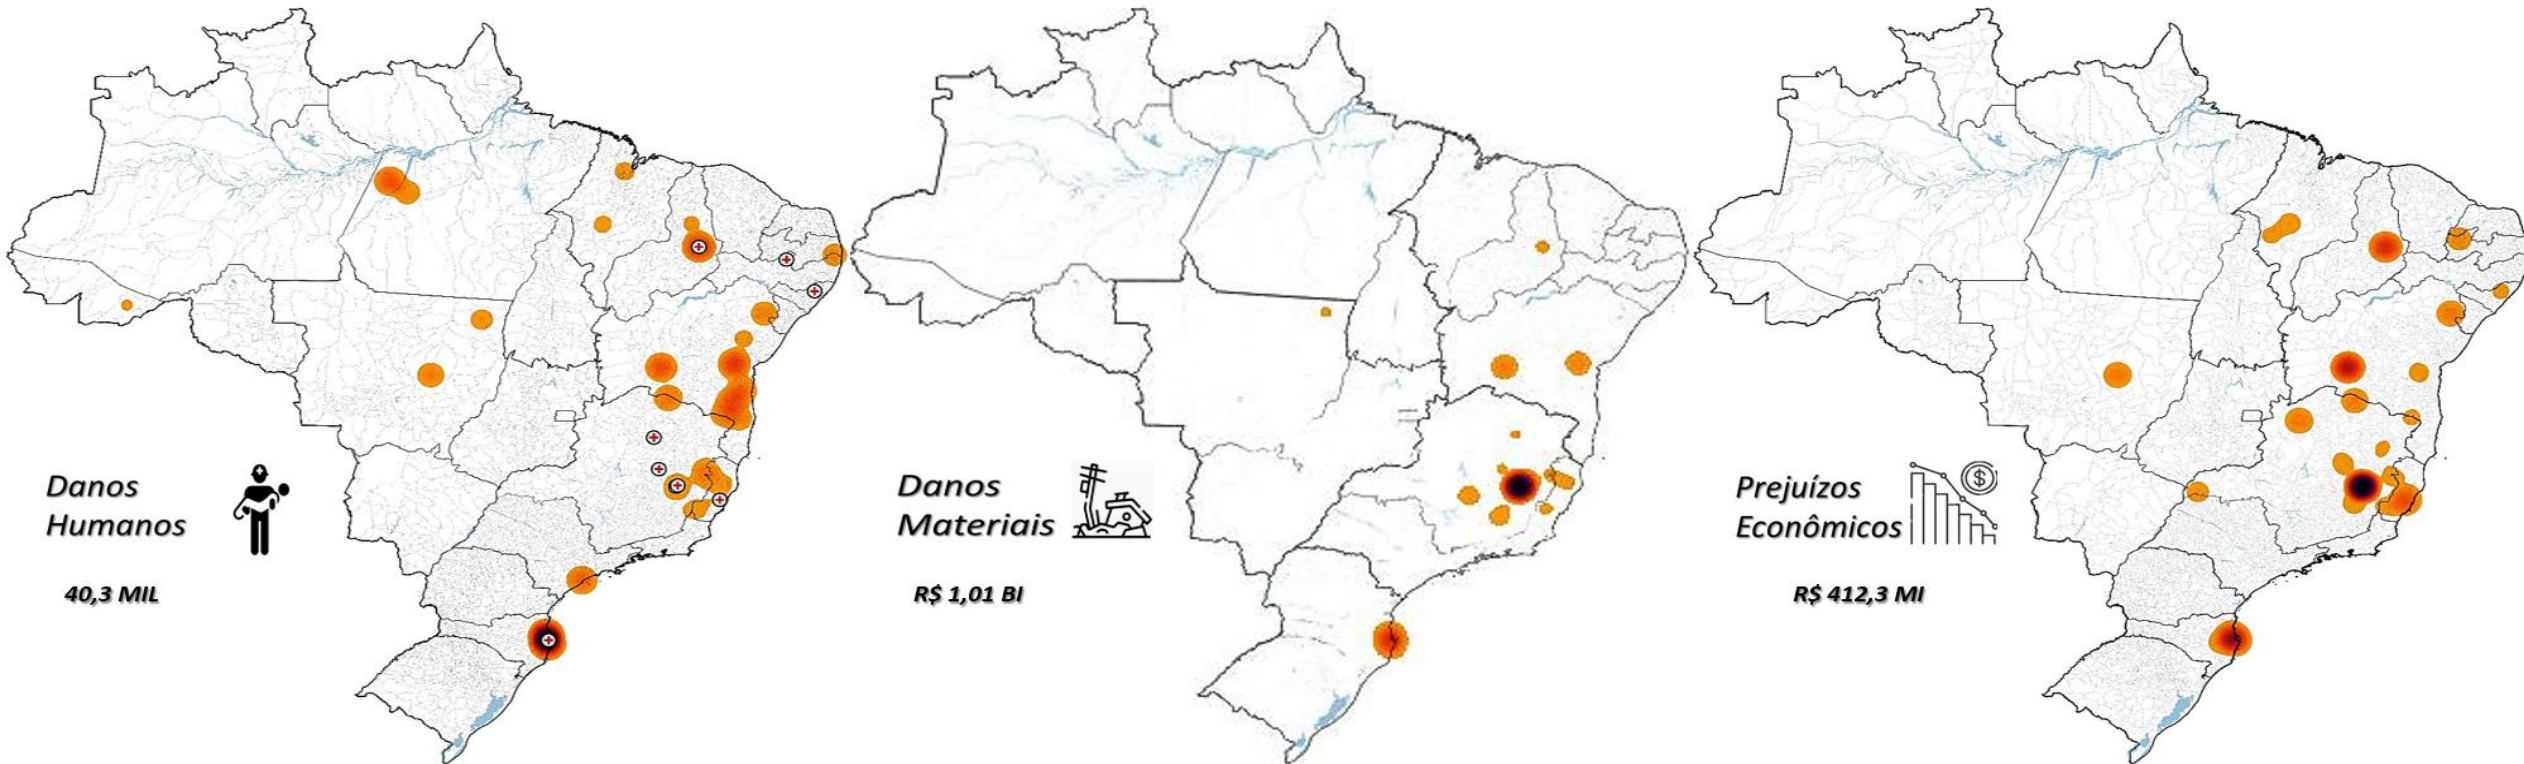 Danos
Humanos
40,3 MIL
Danos
Materiais
R$ 1,01 BI
Prejuízos
Econômicos
$
R$ 412,3 MI